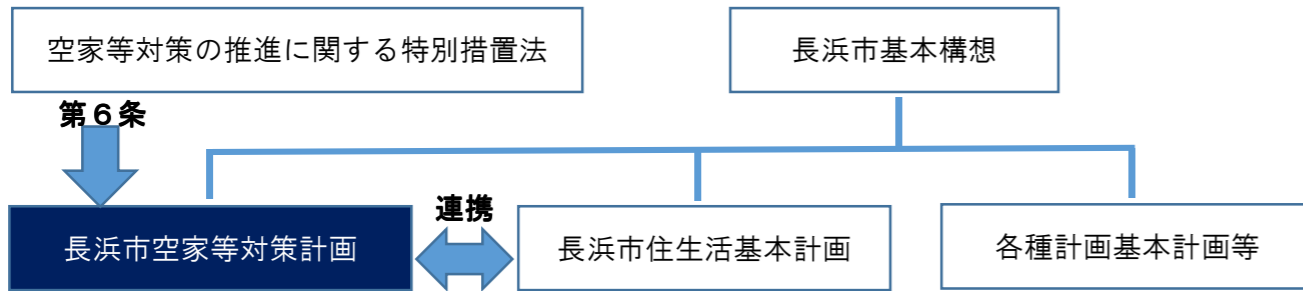 空家等対策の推進に関する特別措置法
長浜市基本構想
第６条
連携
長浜市空家等対策計画
長浜市住生活基本計画
各種計画基本計画等